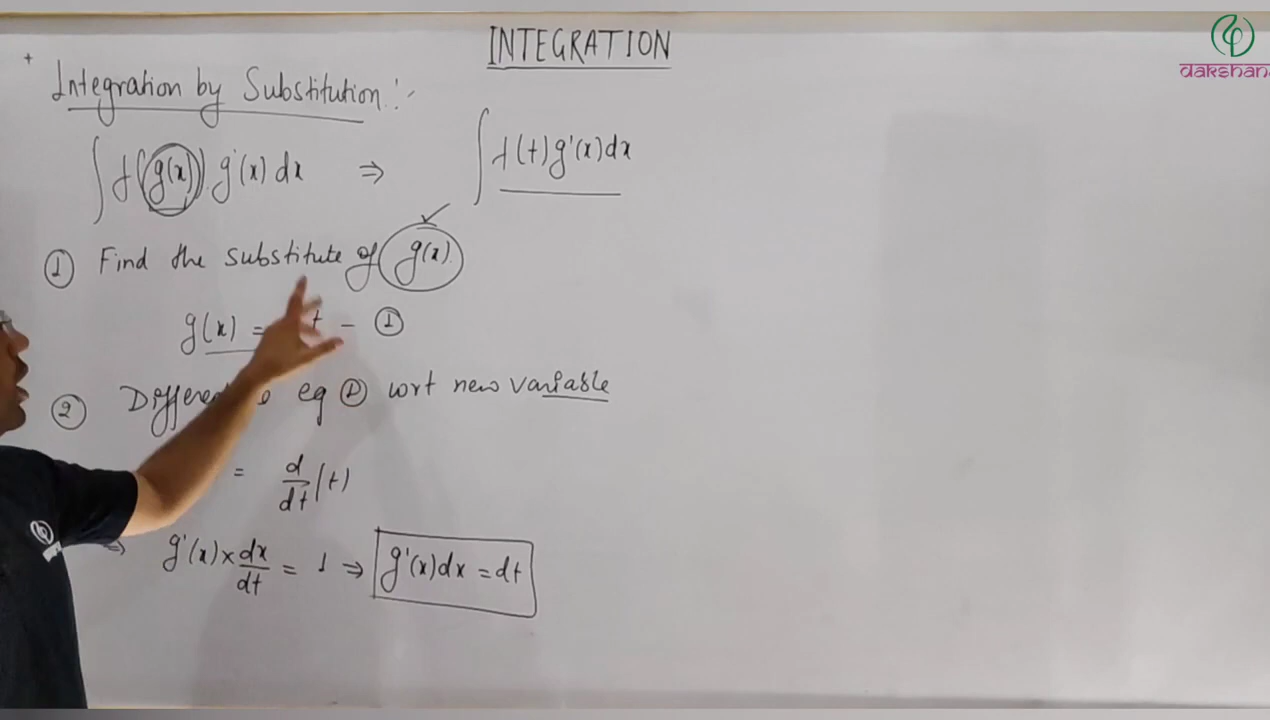 INTEGRATION
dakshana
Integration by Substitution :-
∫ f(g(x)). g'(x) dx ⇒ ∫ f(t) g'(x) dx
① Find the substitute of g(x).
g(x) = t - ①
② eq ① wrt new variable
= d/dt (t)
⇒ g'(x) × dx/dt = 1 ⇒ g'(x) dx = dt